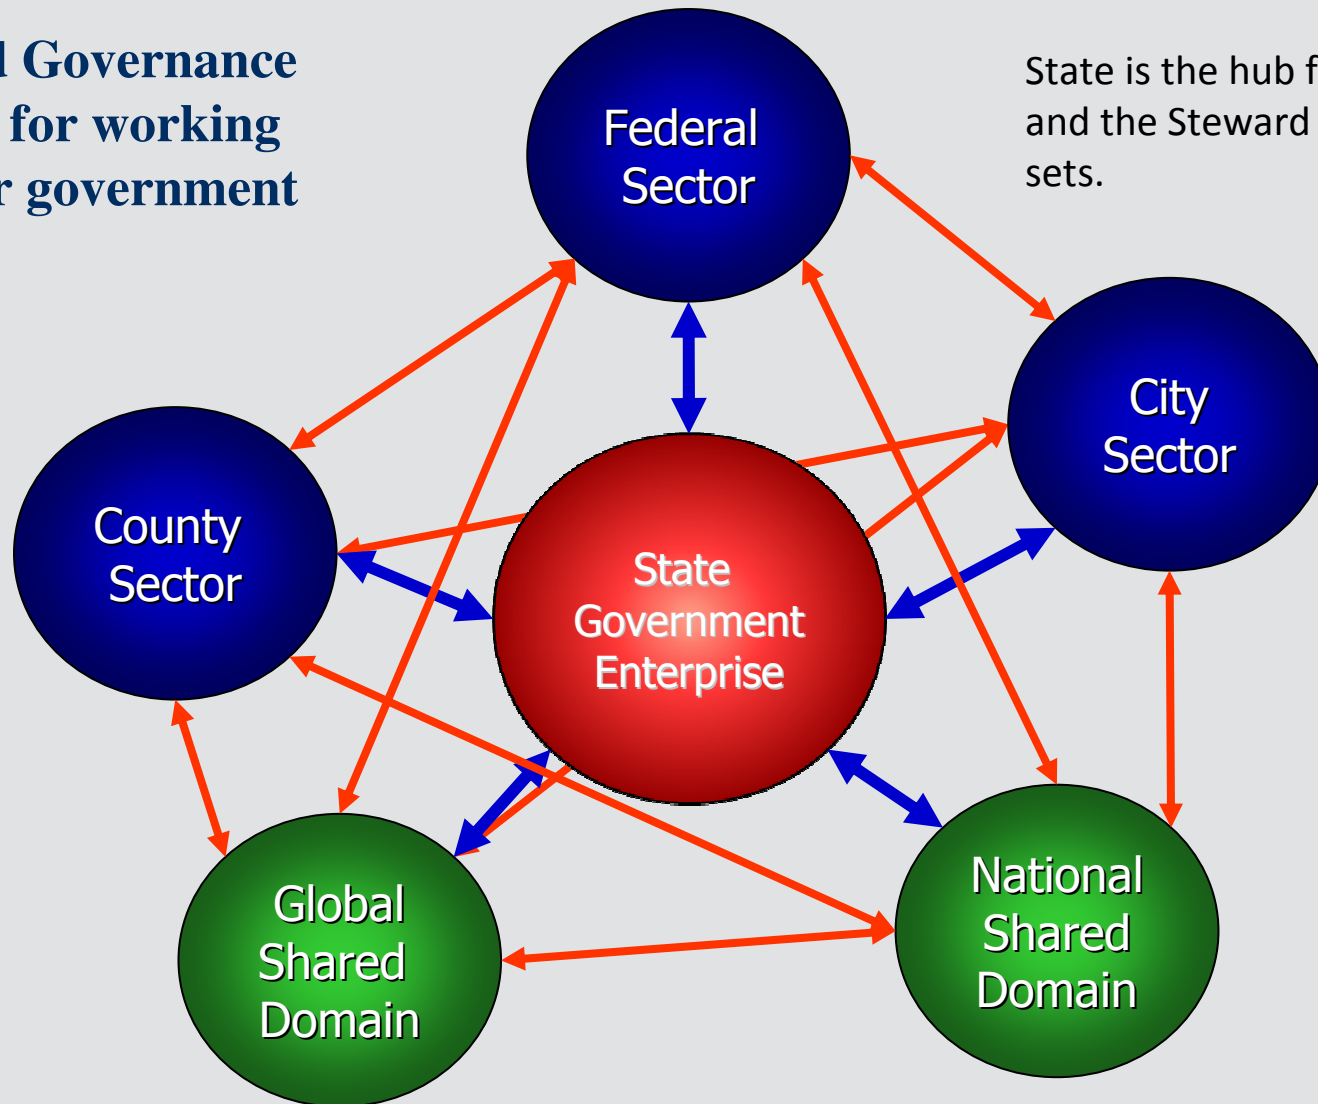 Governance
for working
government
State is the hub
and the Steward
sets.
Federal
Sector
City
Sector
County
Sector
State
Government
Enterprise
National
Shared
Domain
Global
Shared
Domain